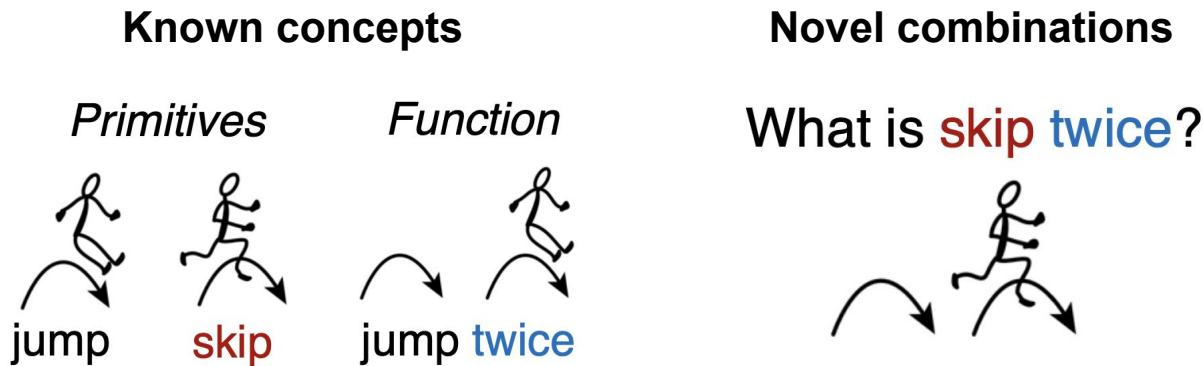 Known concepts
Novel combinations
Primitives
Function
What is skip twice?
jump
skip
jump twice